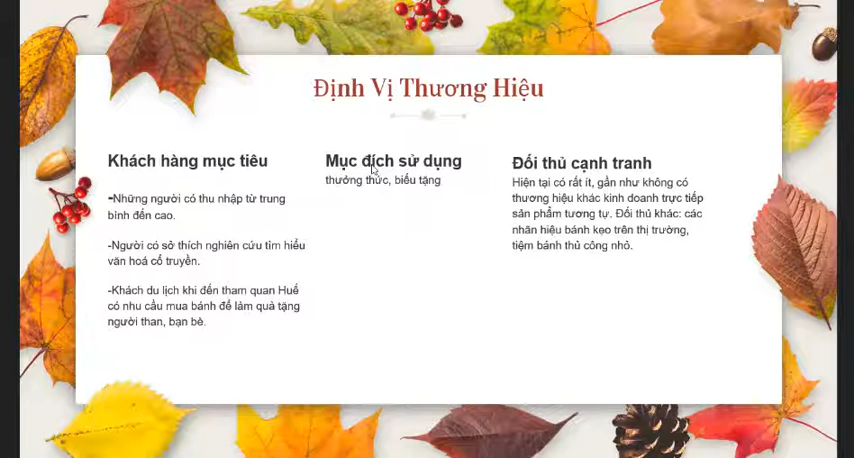 Định Vị Thương Hiệu
Khách hàng mục tiêu
-Những người có thu nhập từ trung
bình đến cao.
-Người có sở thích nghiên cứu tìm hiểu
văn hoá cổ truyền.
-Khách du lịch khi đến tham quan Huế
có nhu cầu mua bánh để làm quà tặng
người thân, bạn bè.
Mục đích sử dụng
thưởng thức, biếu tặng
Đối thủ cạnh tranh
Hiện tại có rất ít, gần như không có
thương hiệu khác kinh doanh trực tiếp
sản phẩm tương tự. Đối thủ khác: các
nhãn hiệu bánh kẹo trên thị trường,
tiệm bánh thủ công nhỏ.